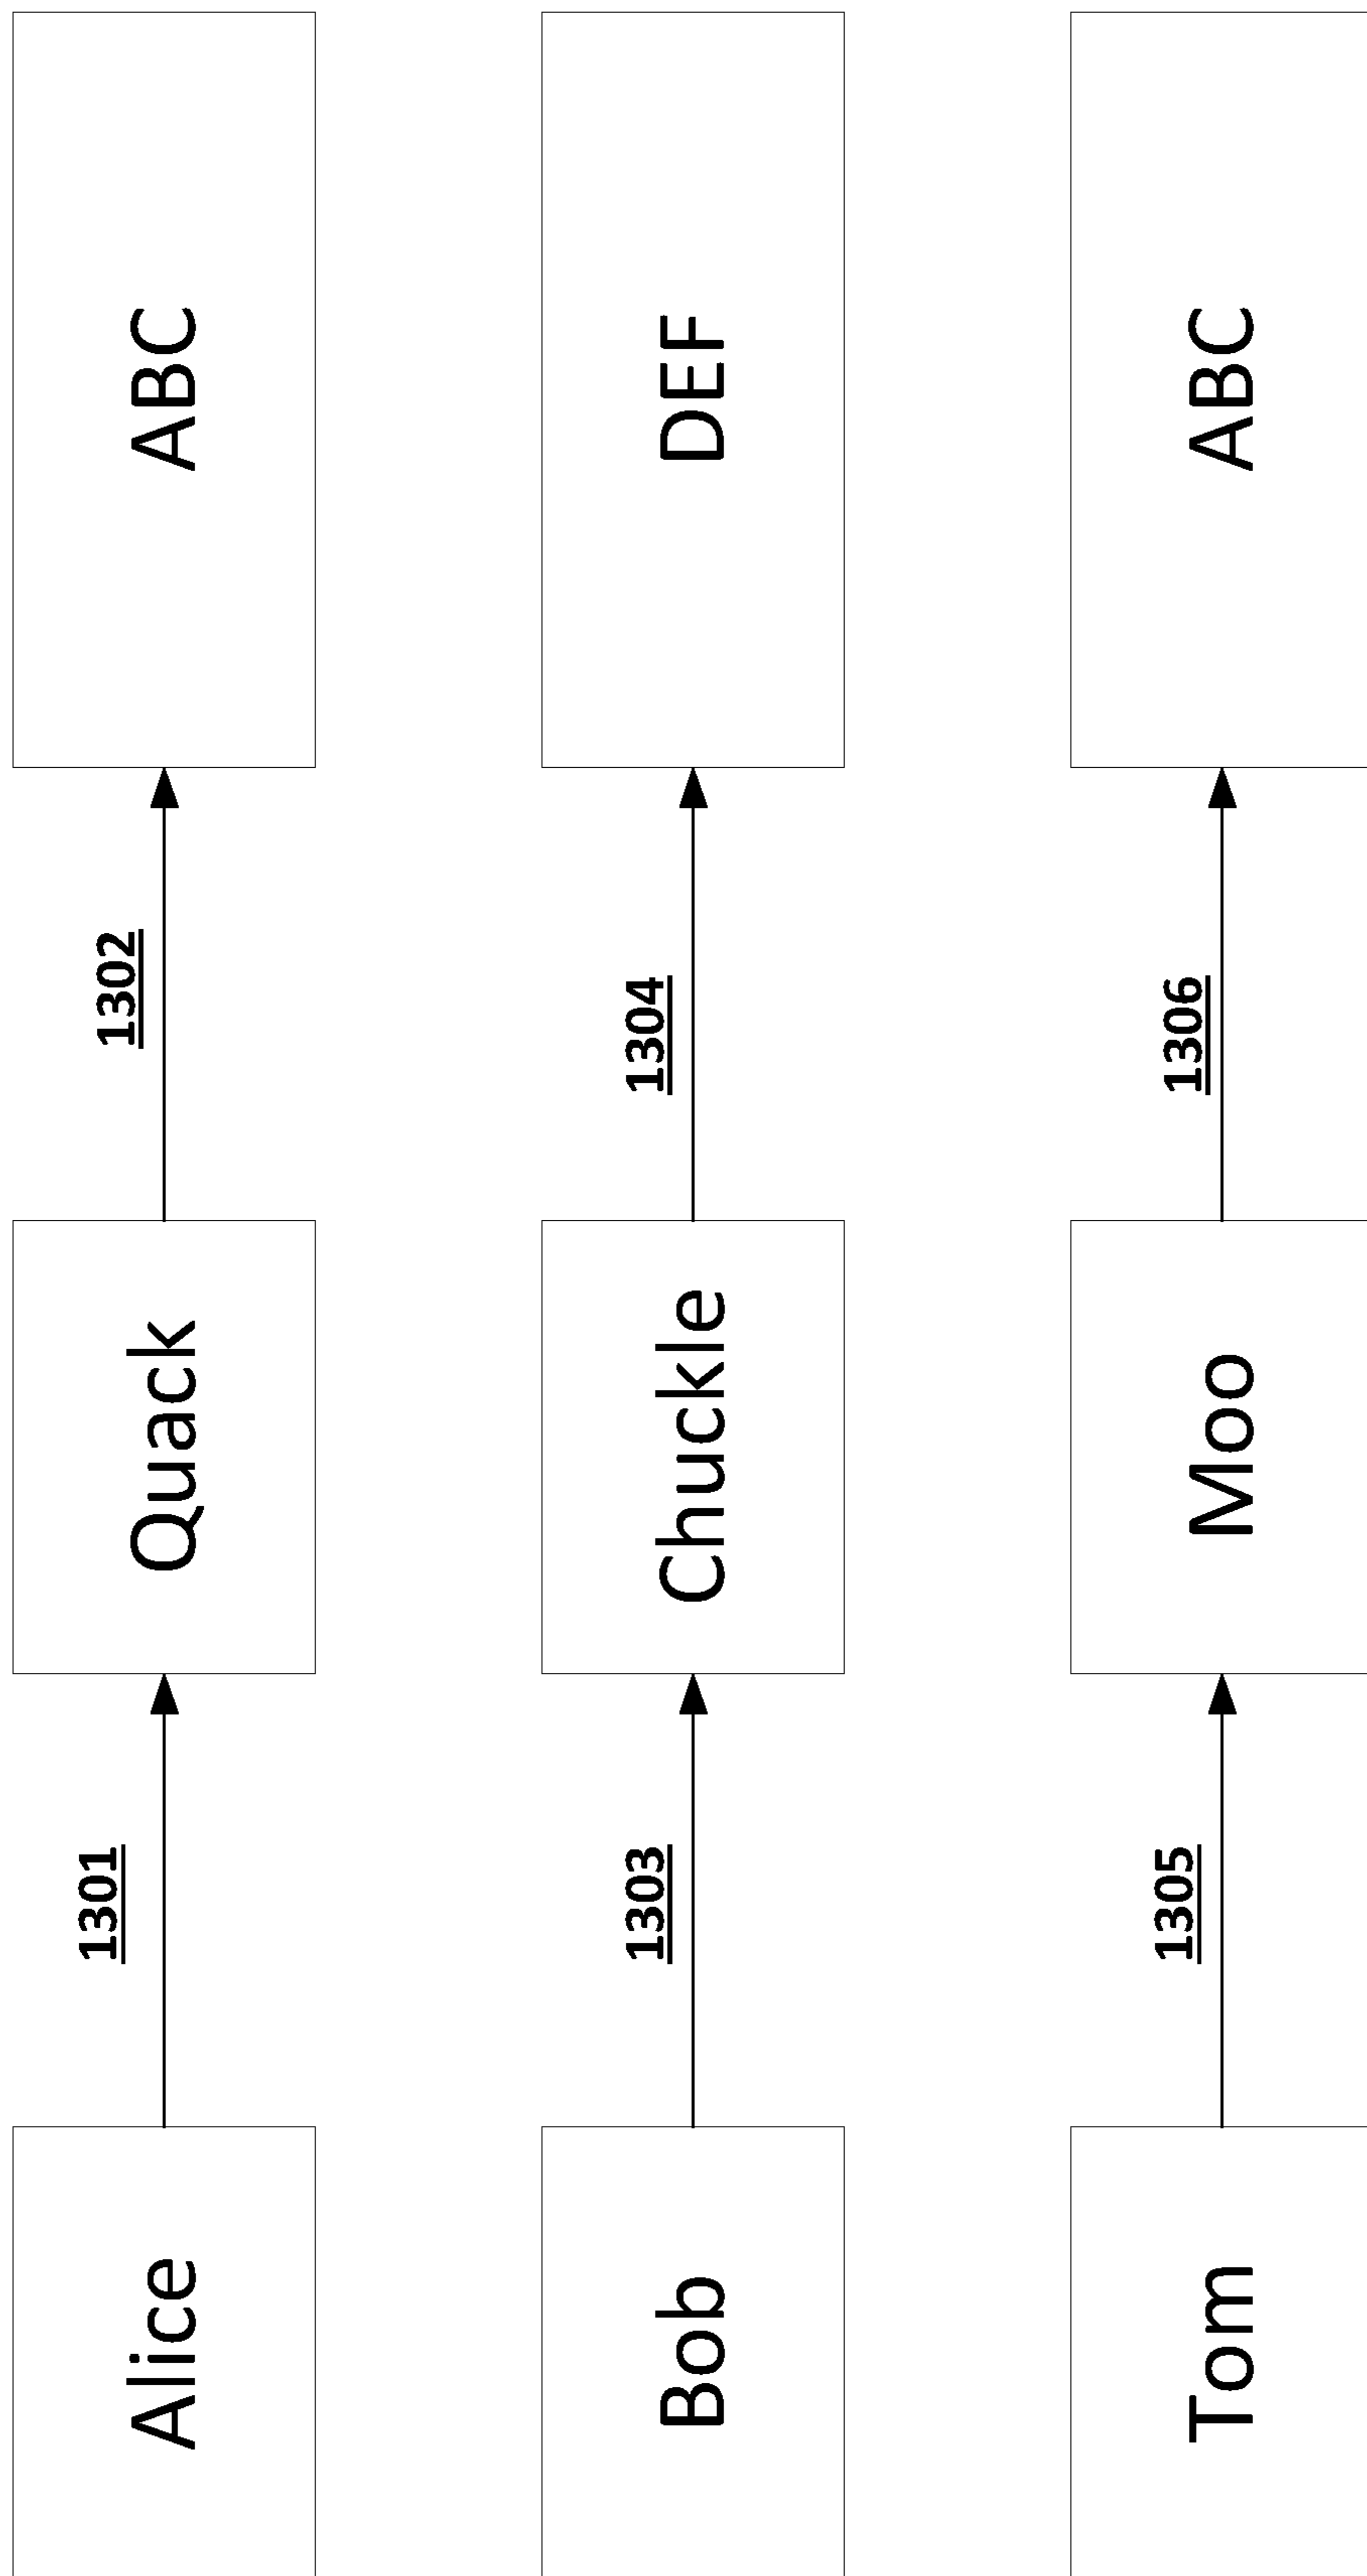 Alice
1301
Quack
1302
ABC
Bob
1303
Chuckle
1304
DEF
Tom
1305
Moo
1306
ABC